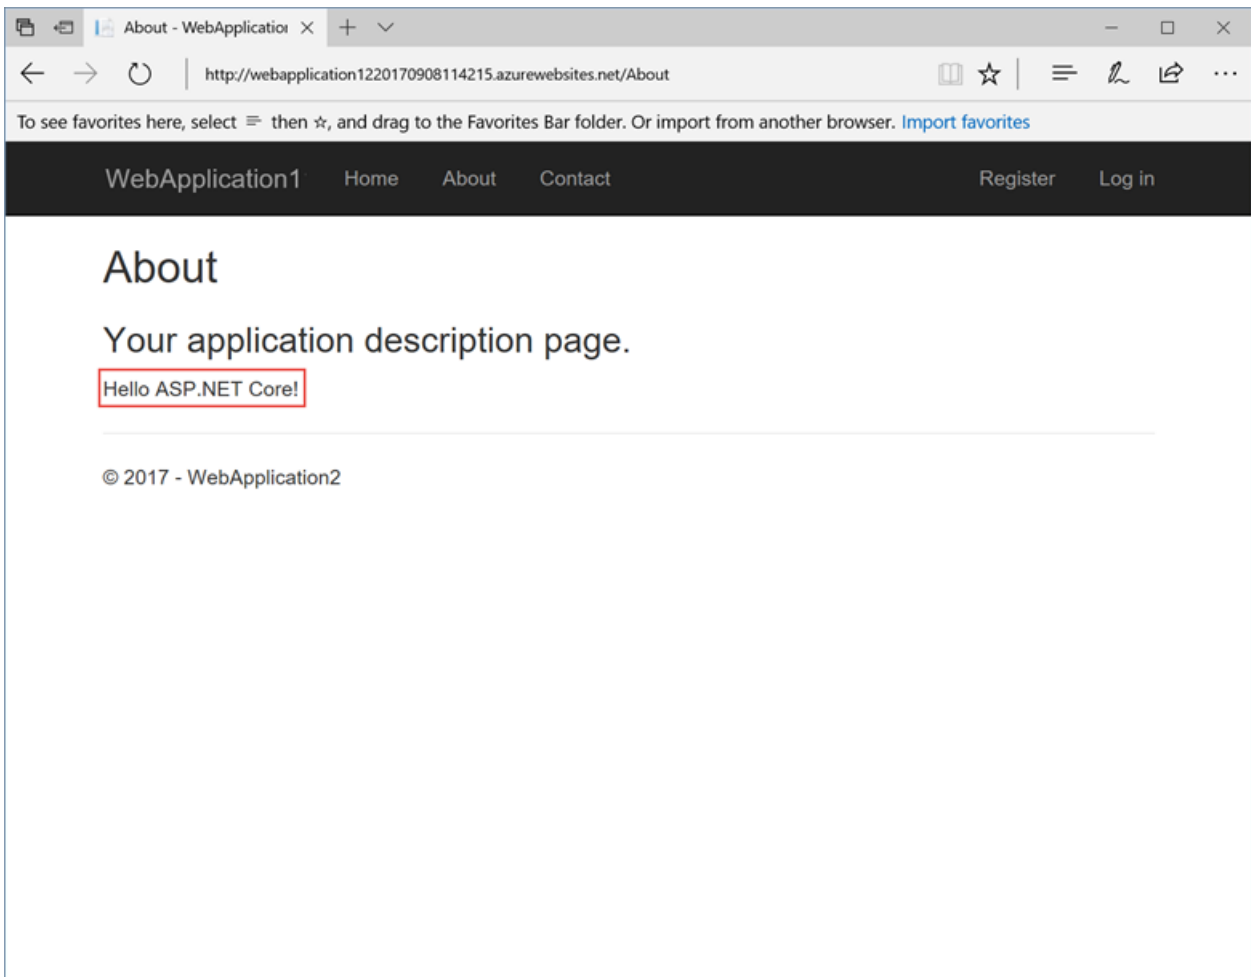 About - WebApplication
http://webapplication1220170908114215.azurewebsites.net/About
To see favorites here, select then ☆, and drag to the Favorites Bar folder. Or import from another browser. Import favorites
WebApplication1 Home About Contact Register Log in
About
Your application description page.
Hello ASP.NET Core!
© 2017 - WebApplication2